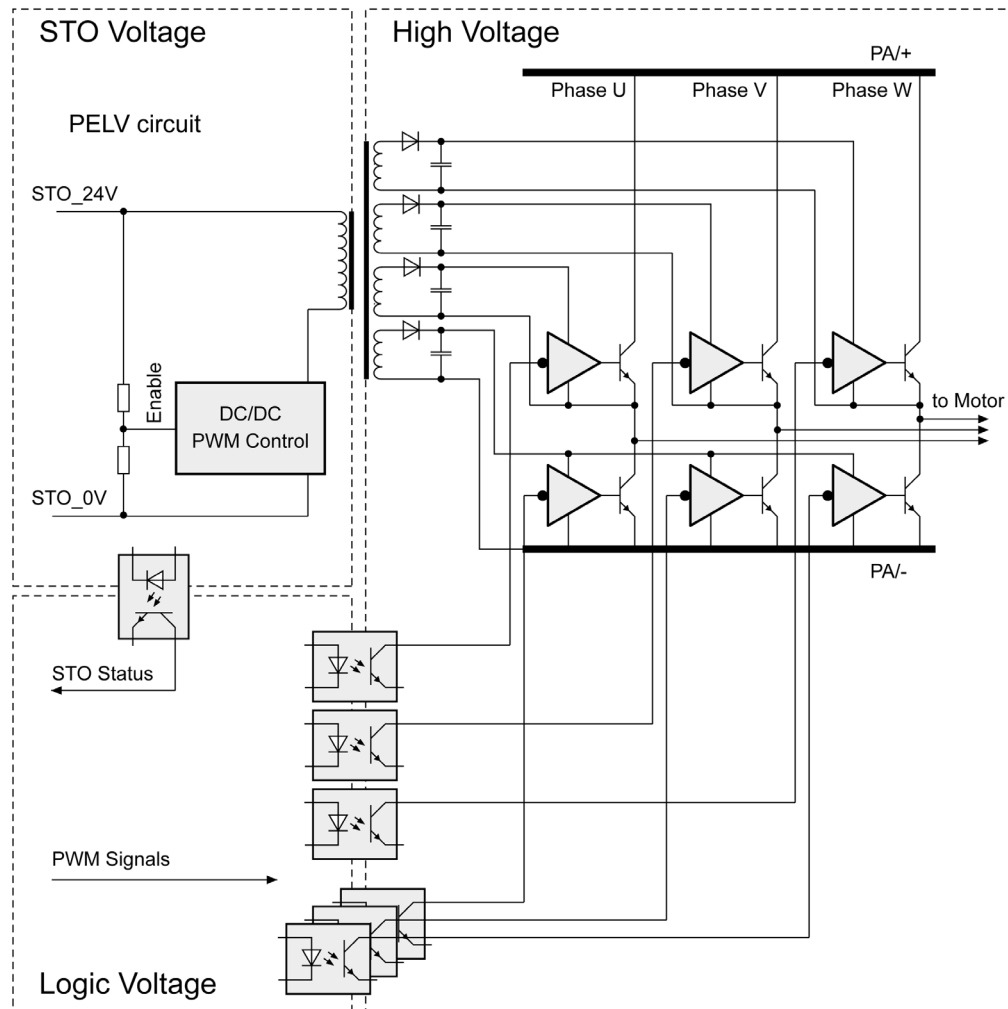 STO Voltage
High Voltage
PA/+
Phase U
Phase V
Phase W
PELV circuit
STO_24V
Enable
DC/DC
PWM Control
to Motor
STO_0V
PA/-
STO Status
PWM Signals
Logic Voltage